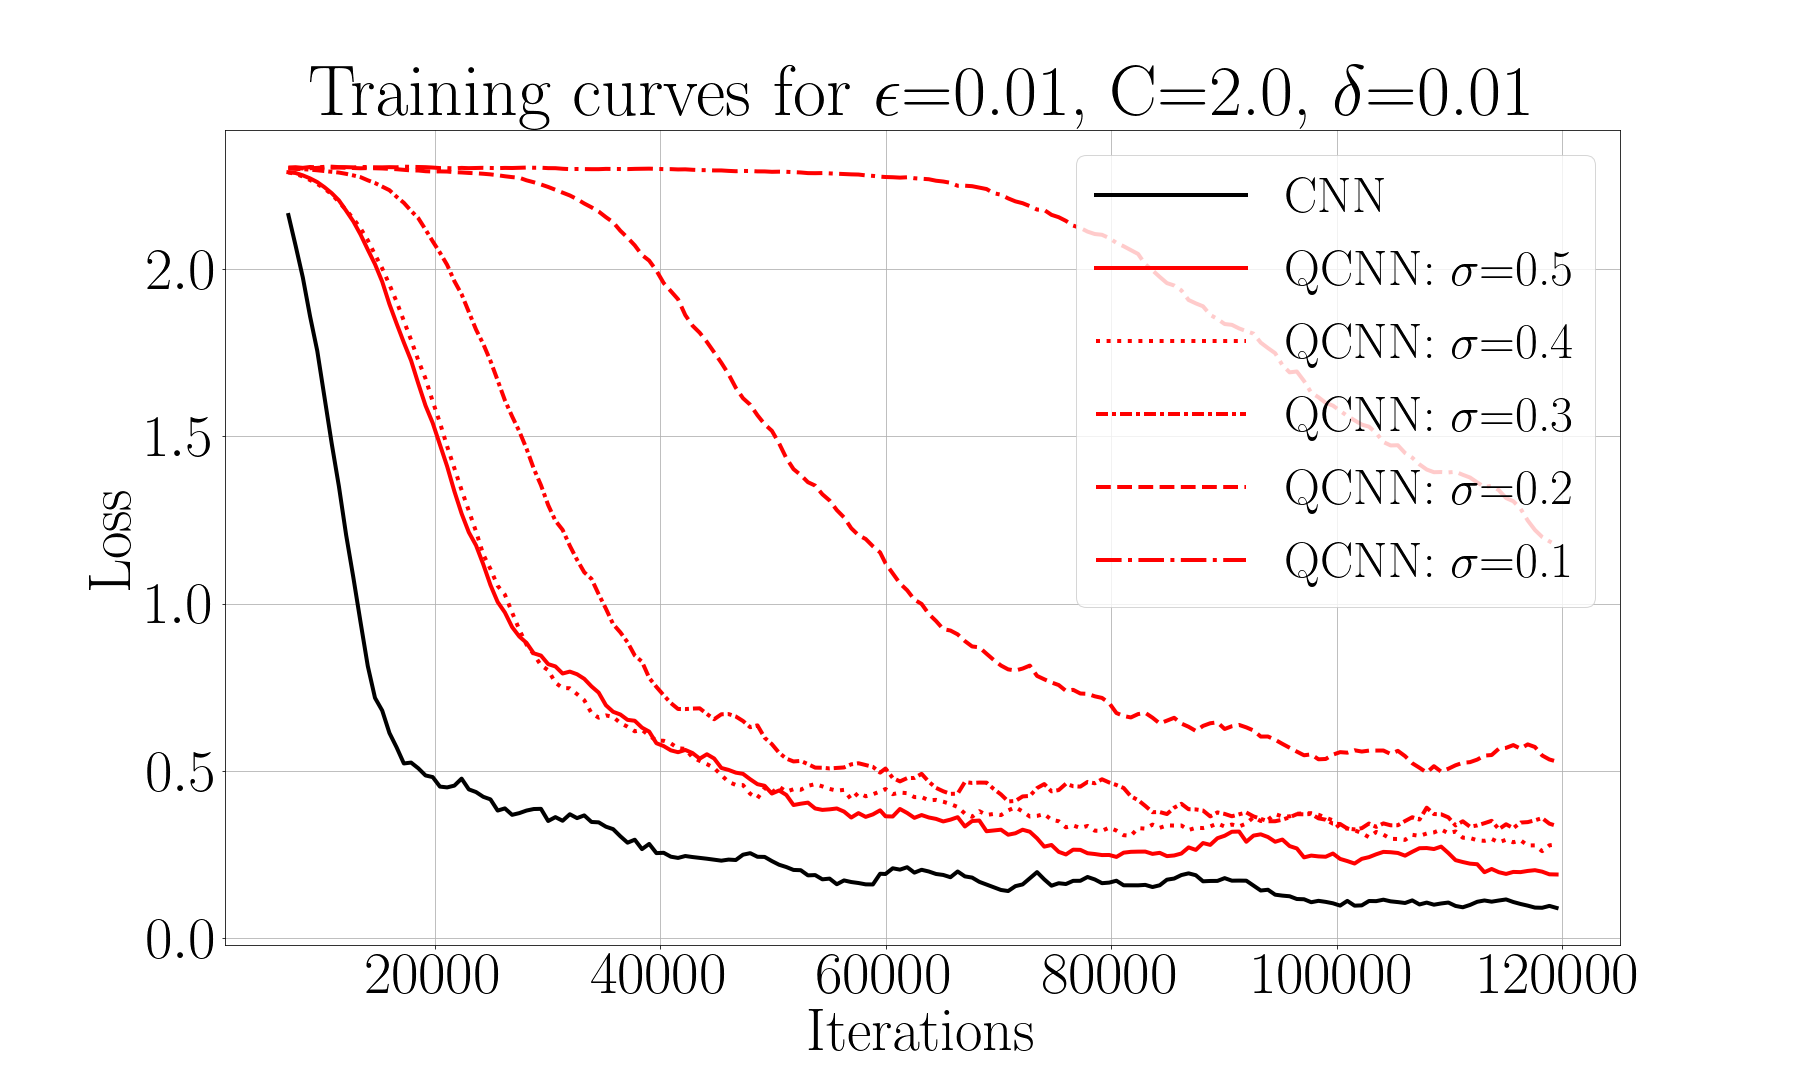 Training curves for ϵ=0.01, C=2.0, δ=0.01
CNN
QCNN: σ=0.5
QCNN: σ=0.4
QCNN: σ=0.3
QCNN: σ=0.2
QCNN: σ=0.1
2.0
1.5
1.0
0.5
0.0
Loss
20000 40000 60000 80000 100000 120000
Iterations